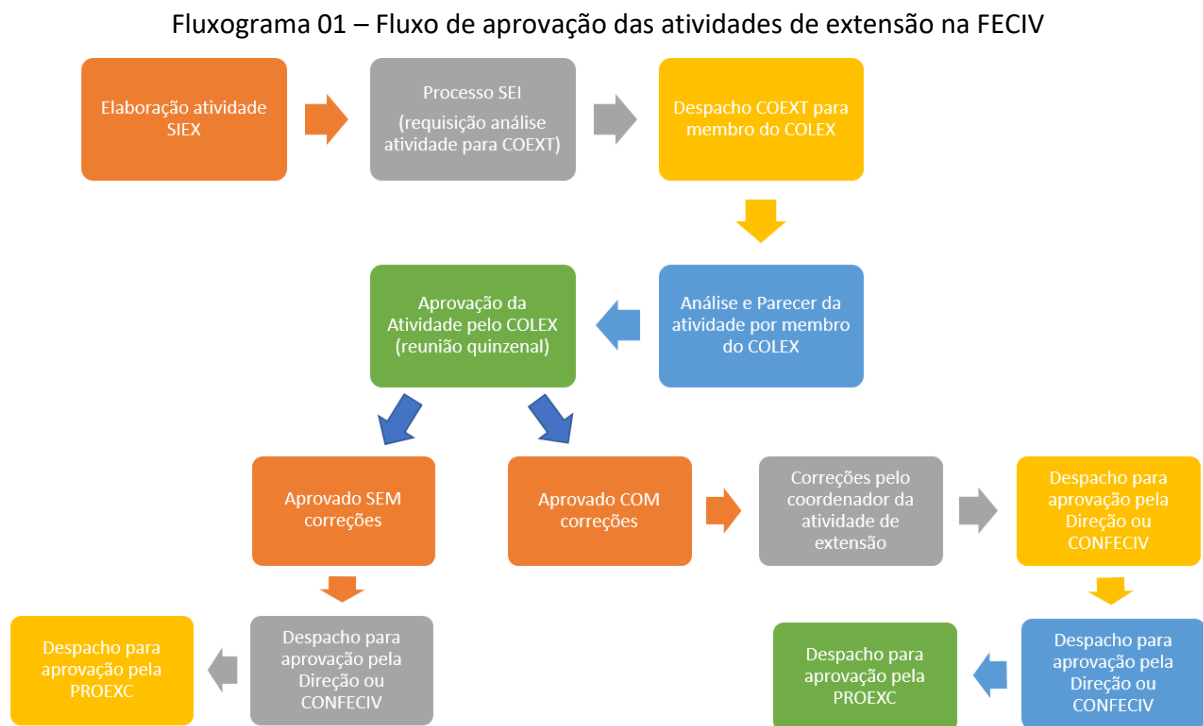 Fluxograma 01 – Fluxo de aprovação das atividades de extensão na FECIV
Elaboração atividade
SIEX
Processo SEI
(requisição análise
atividade para COEXT)
Despacho COEXT para
membro do COLEX
Análise e Parecer da
atividade por membro
do COLEX
Aprovação da
Atividade pelo COLEX
(reunião quinzenal)
Aprovado SEM
correções
Aprovado COM
correções
Correções pelo
coordenador da
atividade de
extensão
Despacho para
aprovação pela
Direção ou
CONFECIV
Despacho para
aprovação pela
PROEXC
Despacho para
aprovação pela
Direção ou
CONFECIV
Despacho para
aprovação pela
PROEXC
Despacho para
aprovação pela
Direção ou
CONFECIV